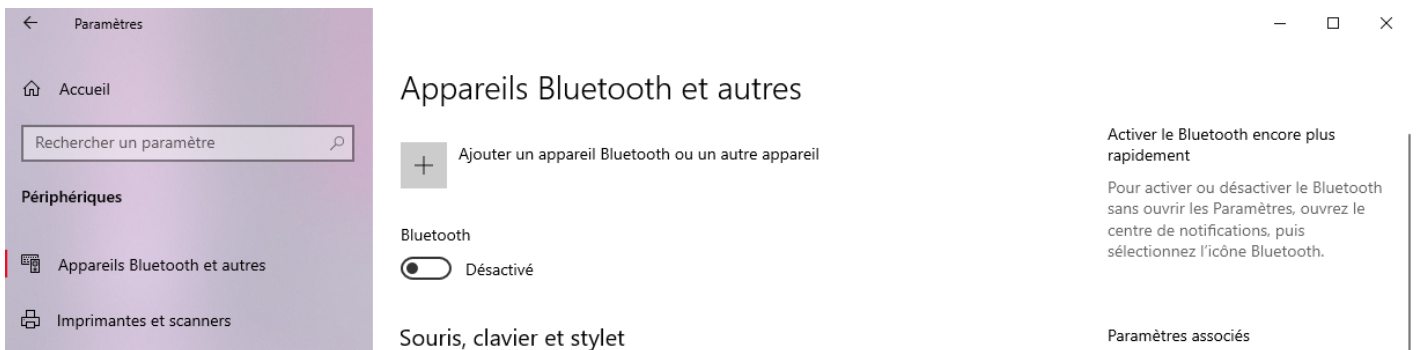 Paramètres
Accueil
Rechercher un paramètre
Périphériques
Appareils Bluetooth et autres
Imprimantes et scanners
Appareils Bluetooth et autres
Ajouter un appareil Bluetooth ou un autre appareil
Bluetooth
Désactivé
Souris, clavier et stylet
Activer le Bluetooth encore plus
rapidement
Pour activer ou désactiver le Bluetooth
sans ouvrir les Paramètres, ouvrez le
centre de notifications, puis
sélectionnez l'icône Bluetooth.
Paramètres associés